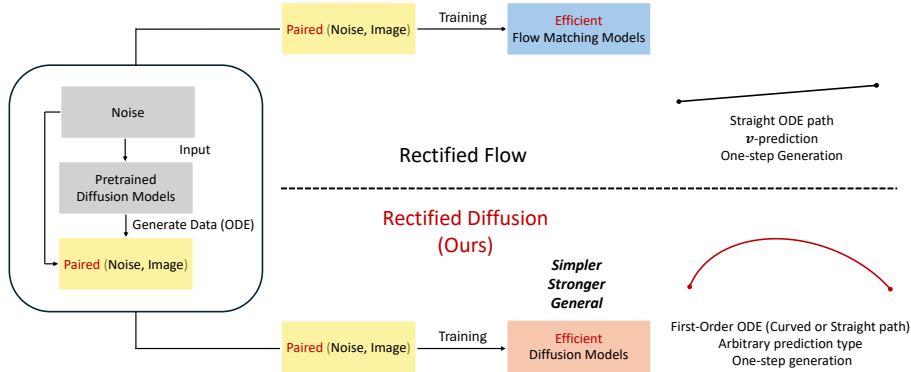 Paired (Noise, Image)
Training
Efficient
Flow Matching Models
Noise
Input
Pretrained
Diffusion Models
Generate Data (ODE)
Paired (Noise, Image)
Rectified Flow
Straight ODE path
v-prediction
One-step Generation
Rectified Diffusion
(Ours)
Simpler
Stronger
General
Paired (Noise, Image)
Training
Efficient
Diffusion Models
First-Order ODE (Curved or Straight path)
Arbitrary prediction type
One-step generation